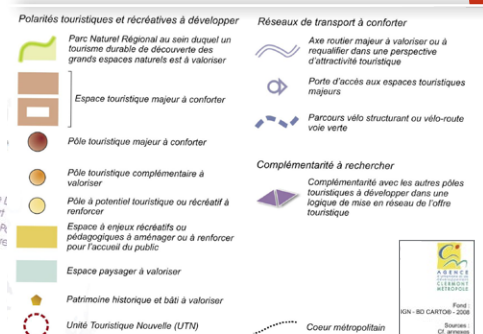 Polarités touristiques et récréatives à développer
Parc Naturel Régional au sein duquel un
tourisme durable de découverte des
grands espaces naturels est à valoriser
Espace touristique majeur à conforter
Pôle touristique majeur à conforter
Pôle touristique complémentaire à
valoriser
Pôle à potentiel touristique ou récréatif à
renforcer
Espace à enjeux récréatifs ou
pédagogiques à aménager ou à renforcer
pour l'accueil du public
Espace paysager à valoriser
Patrimoine historique et bâti à valoriser
Unité Touristique Nouvelle (UTN)
Réseaux de transport à conforter
Axe routier majeur à valoriser ou à
requalifier dans une perspective
d'attractivité touristique
Porte d'accès aux espaces touristiques
majeurs
Parcours vélo structurant ou vélo-route
voie verte
Complémentarité à rechercher
Complémentarité avec les autres pôles
touristiques à développer dans une
logique de mise en réseau de l'offre
touristique
Coeur métropolitain
AGENCE
CLERMONT
METROPOLE
Fond :
IGN - BD CARTO® - 2008
Sources :
Cf. annexes